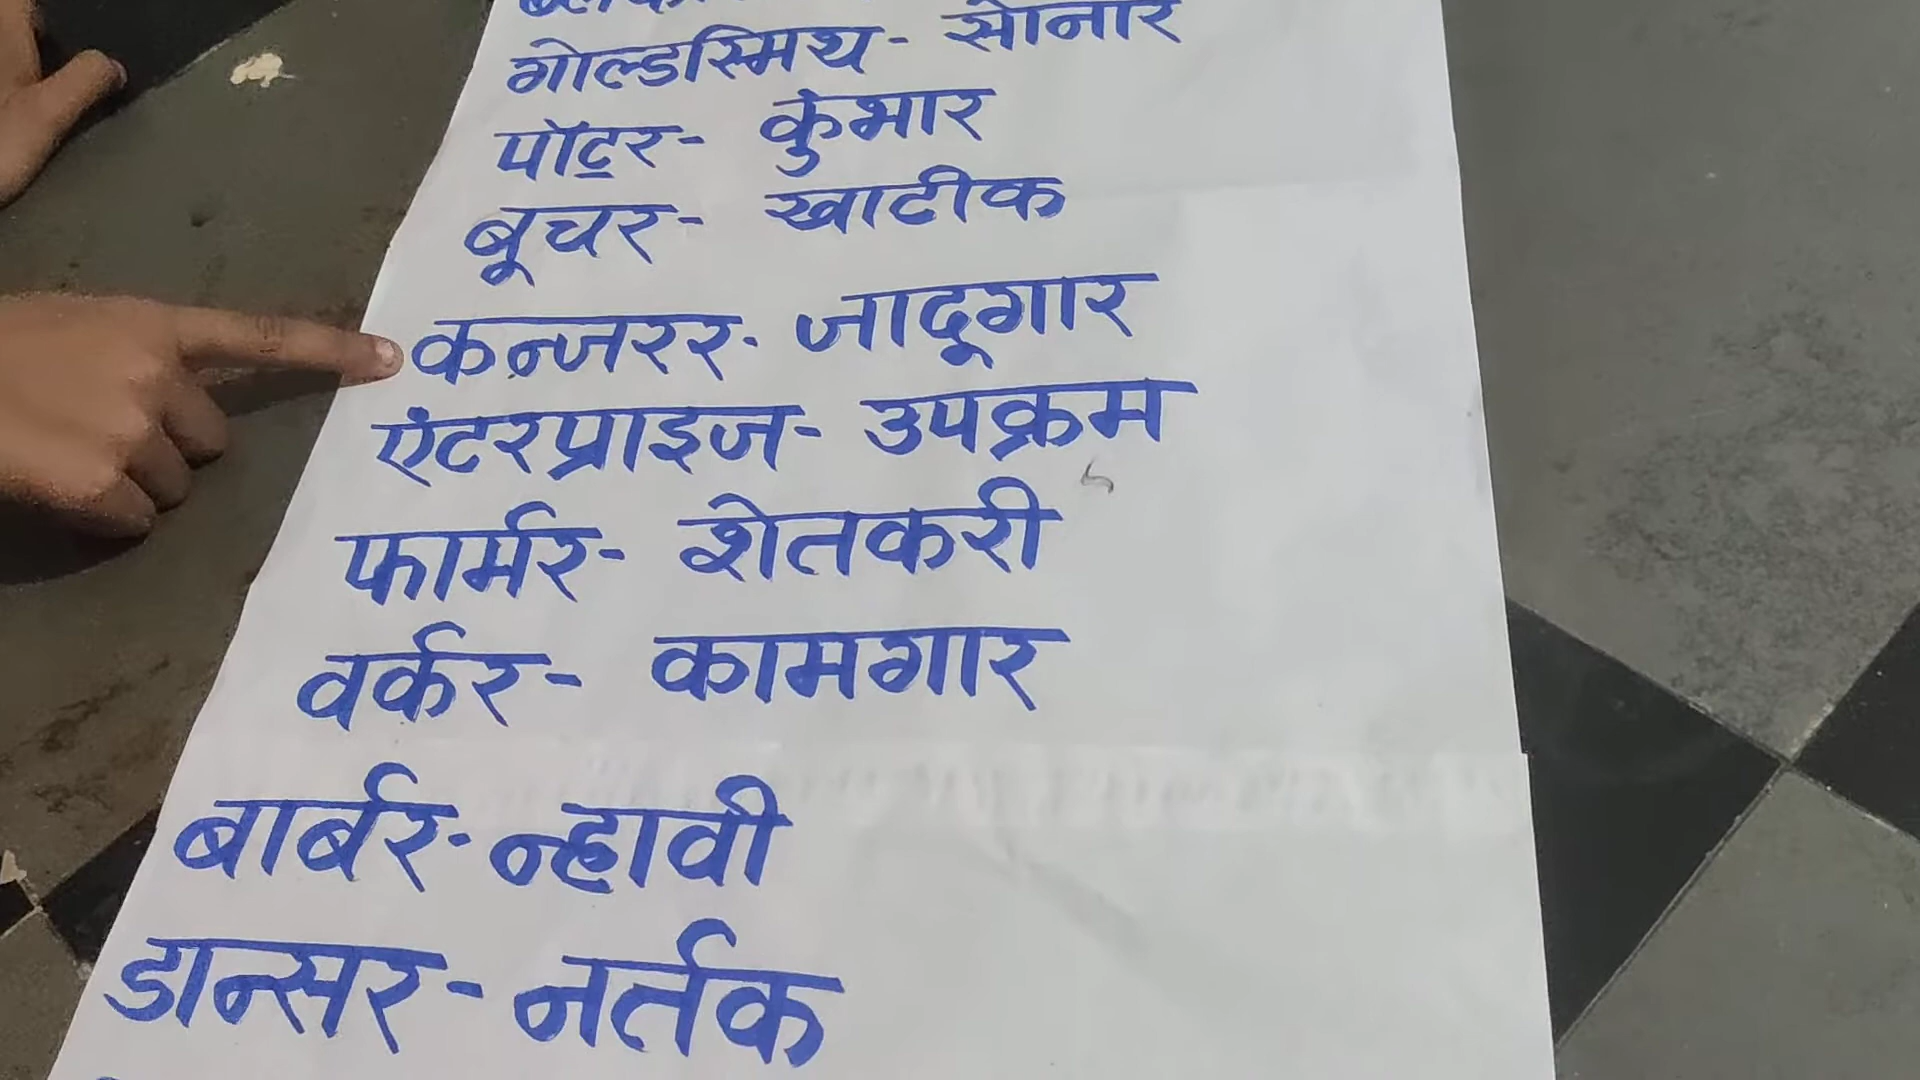 गोल्डस्मिथ - सोनार
पॉटर - कुंभार
बूचर - खाटीक
कन्जरर - जादूगार
एंटरप्राइज - उपक्रम
फार्मर - शेतकरी
वर्कर - कामगार
बार्बर - न्हावी
डान्सर - नर्तक